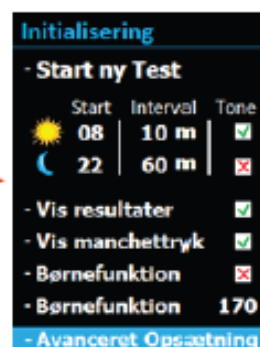 Initialisering
- Start ny Test
Start Interval Tone
08 10 m
22 60 m
- Vis resultater
- Vis manchettryk
- Børnefunktion
- Børnefunktion 170
- Avanceret Opsætning